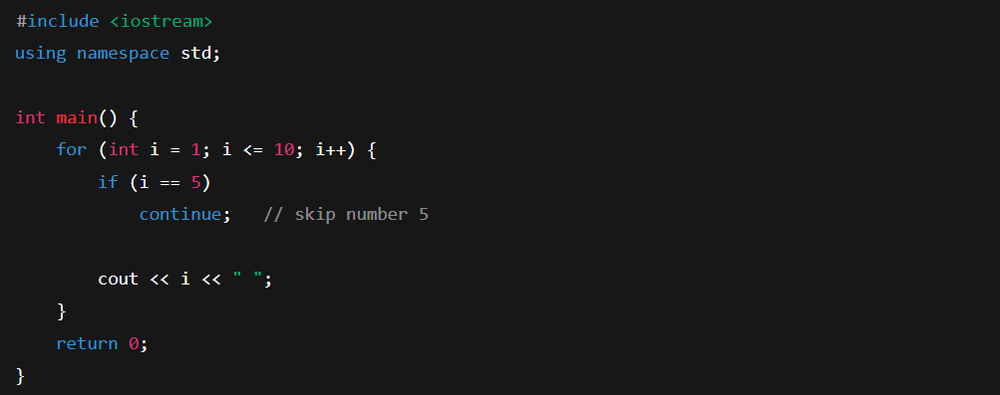 #include <iostream>
using namespace std;
int main() {
    for (int i = 1; i <= 10; i++) {
        if (i == 5)
            continue;   // skip number 5
        cout << i << " ";
    }
    return 0;
}